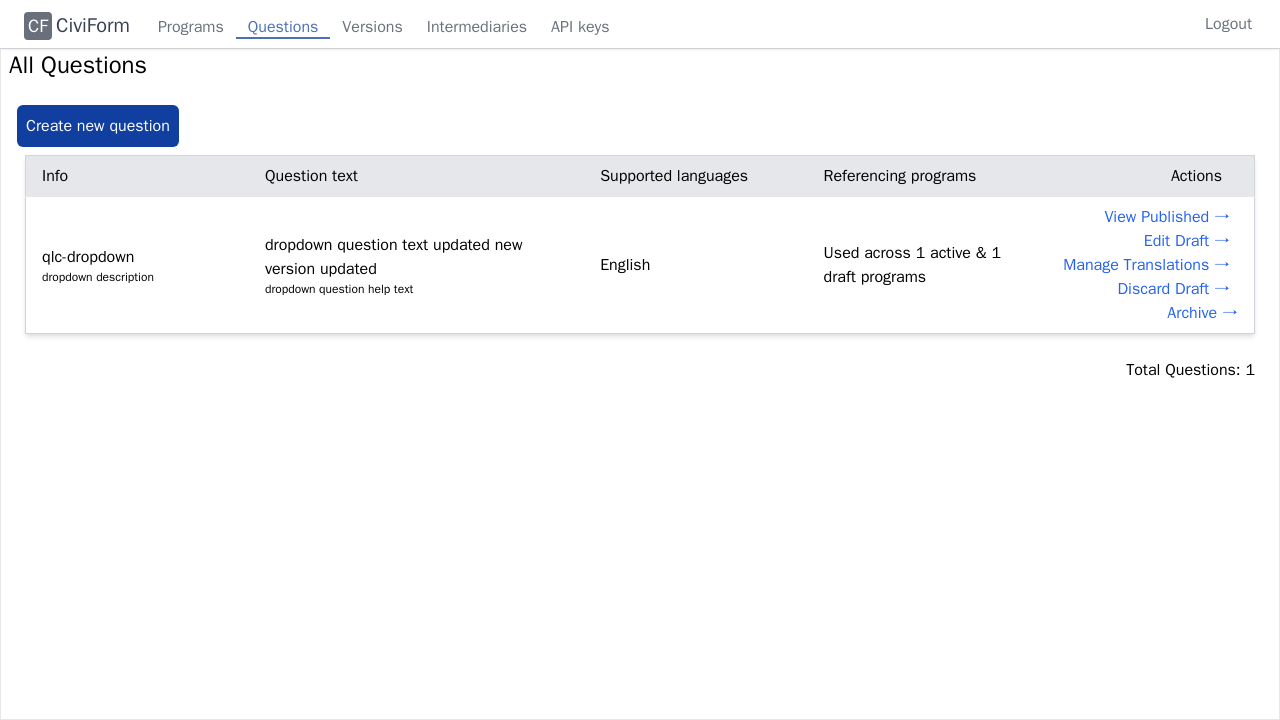 CF CiviForm Programs Questions Versions Intermediaries API keys Logout
All Questions
Create new question
Info Question text Supported languages Referencing programs Actions
qlc-dropdown
dropdown description
dropdown question text updated new
version updated
dropdown question help text
English
Used across 1 active & 1
draft programs
View Published →
Edit Draft →
Manage Translations →
Discard Draft →
Archive →
Total Questions: 1